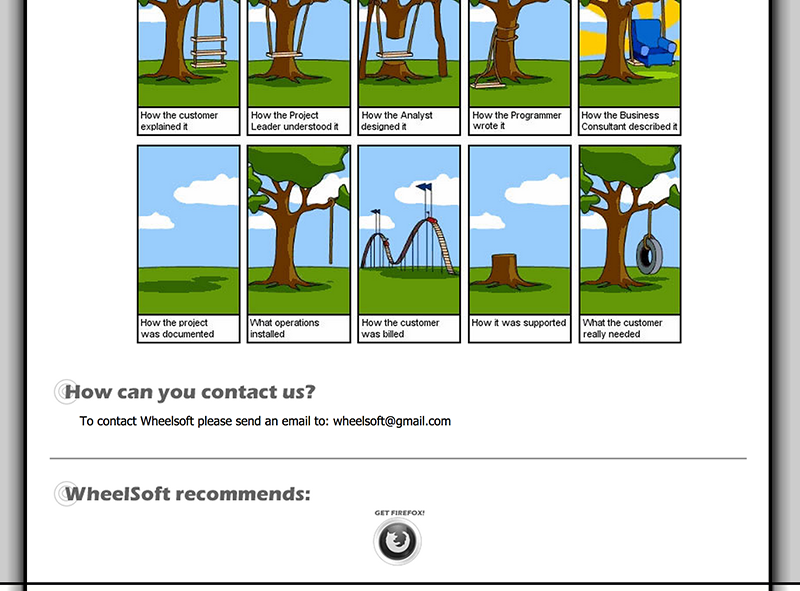 How the customer
explained it
How the Project
Leader understood it
How the Analyst
designed it
How the Programmer
wrote it
How the Business
Consultant described it
How the project
was documented
What operations
installed
How the customer
was billed
How it was supported
What the customer
really needed
How can you contact us?
To contact Wheelsoft please send an email to: wheelsoft@gmail.com
WheelSoft recommends:
GET FIREFOX!